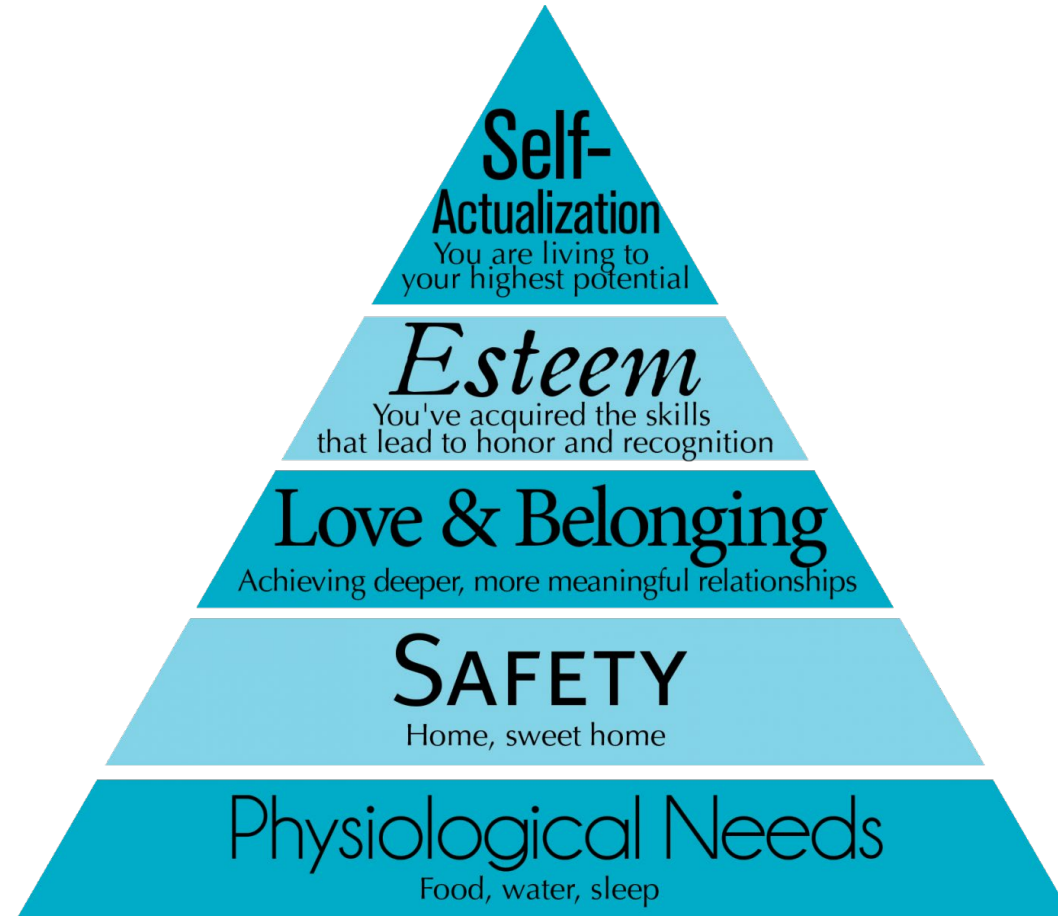 Self-
Actualization
You are living to
your highest potential
Esteem
You've acquired the skills
that lead to honor and recognition
Love & Belonging
Achieving deeper, more meaningful relationships
SAFETY
Home, sweet home
Physiological Needs
Food, water, sleep